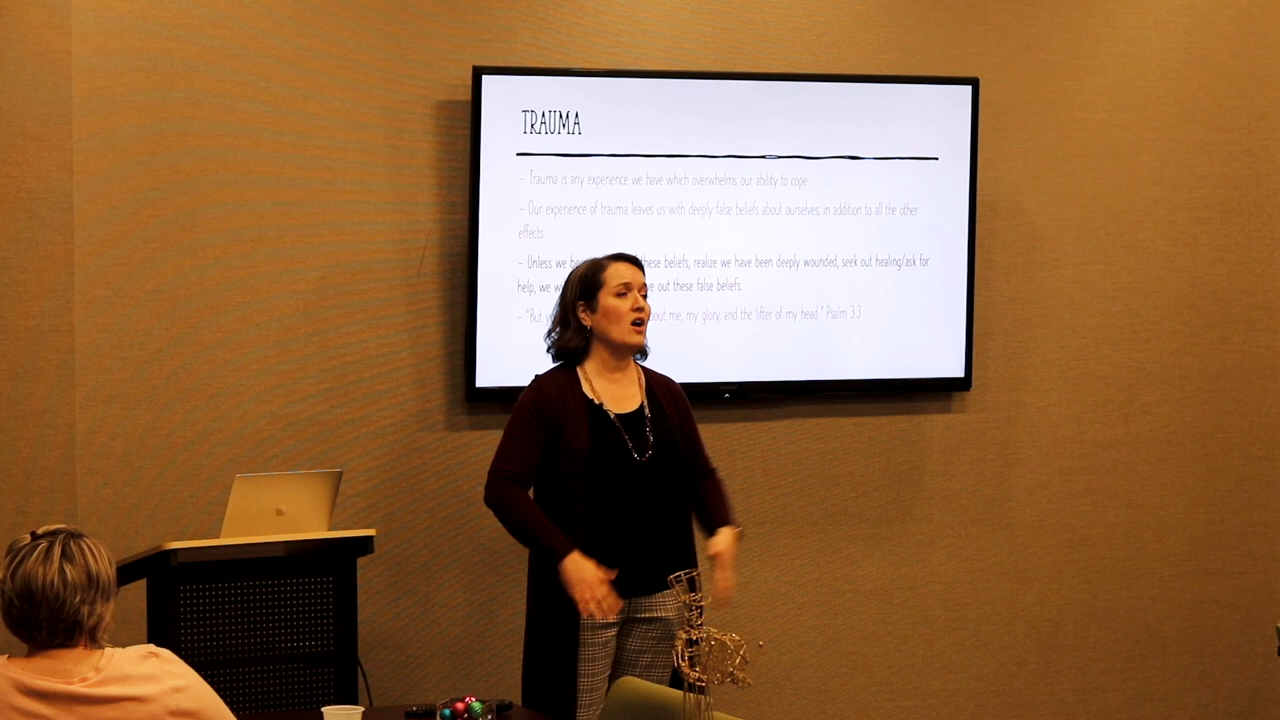 TRAUMA
- Trauma is any experience we have which overwhelms our ability to cope.
- Our experience of trauma leaves us with deeply false beliefs about ourselves, in addition to all the other
effects.
- Unless we these beliefs, realize we have been deeply wounded, seek out healing/ask for
help, we out these false beliefs.
- "But me, my glory, and the lifter of my head." Psalm 3:3